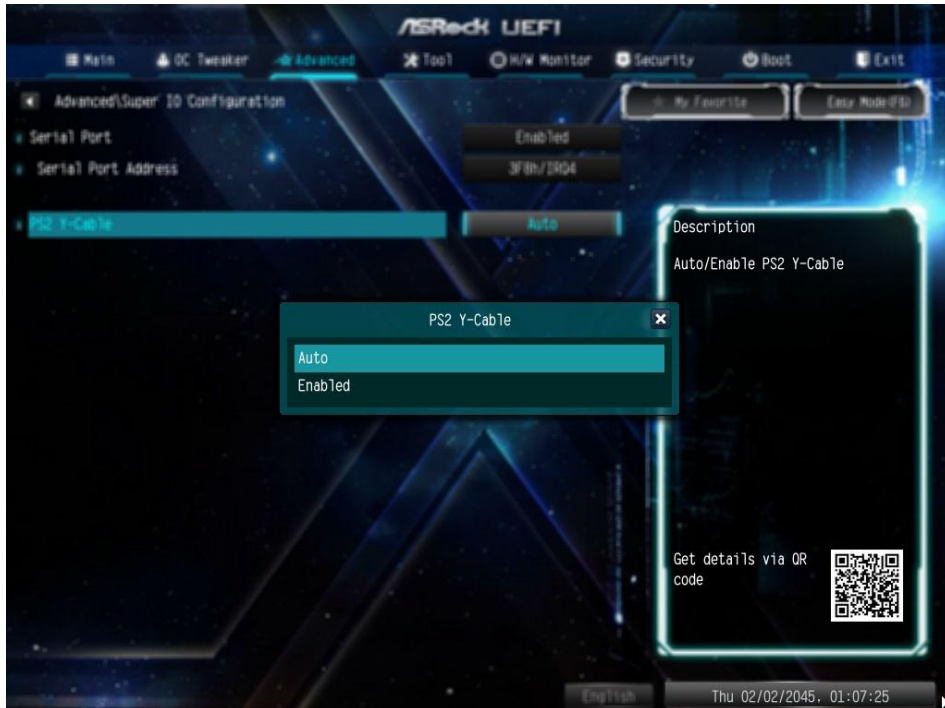 ASRock UEFI
Main OC Tweaker Advanced Tool H/W Monitor Security Boot Exit
Advanced\Super IO Configuration
My Favorite Easy Mode(F6)
Serial Port Enabled
Serial Port Address 3F8h/IRQ4
PS2 Y-Cable Auto
Description
Auto/Enable PS2 Y-Cable
PS2 Y-Cable
Auto
Enabled
Get details via QR
code
English
Thu 02/02/2045, 01:07:25